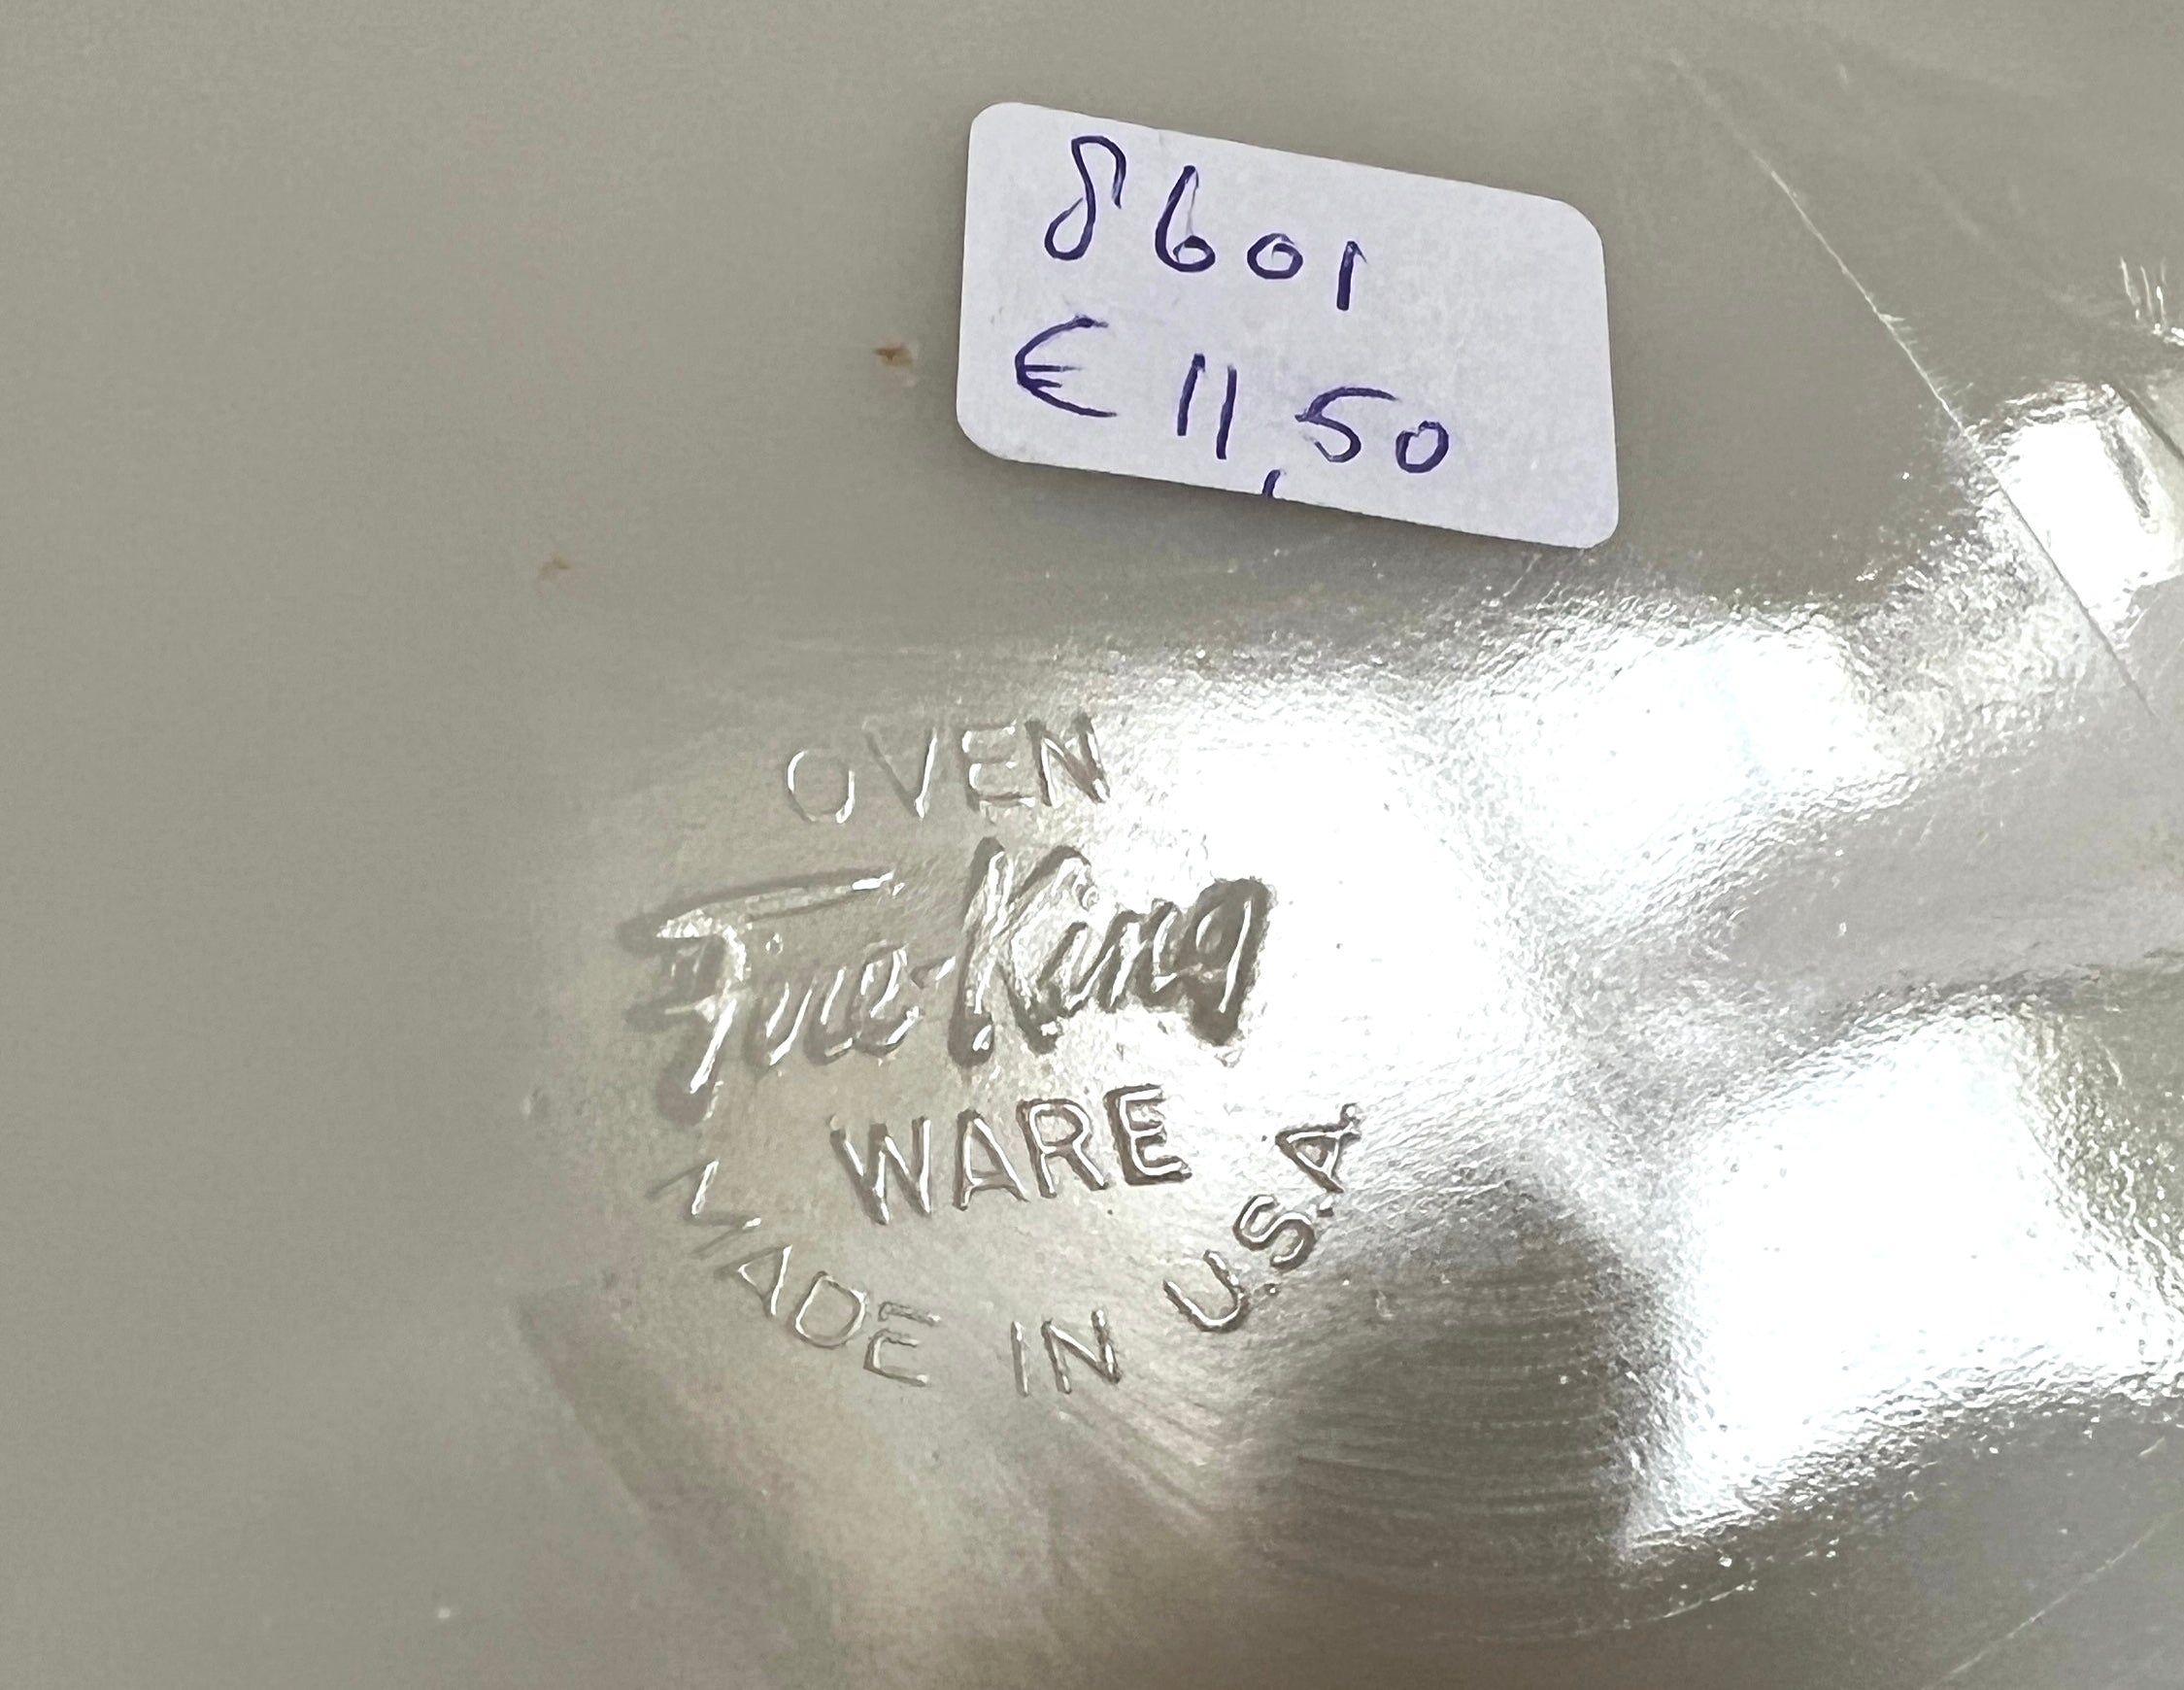 8601
€ 11,50
OVEN
Fire-King
WARE
MADE IN U.S.A.